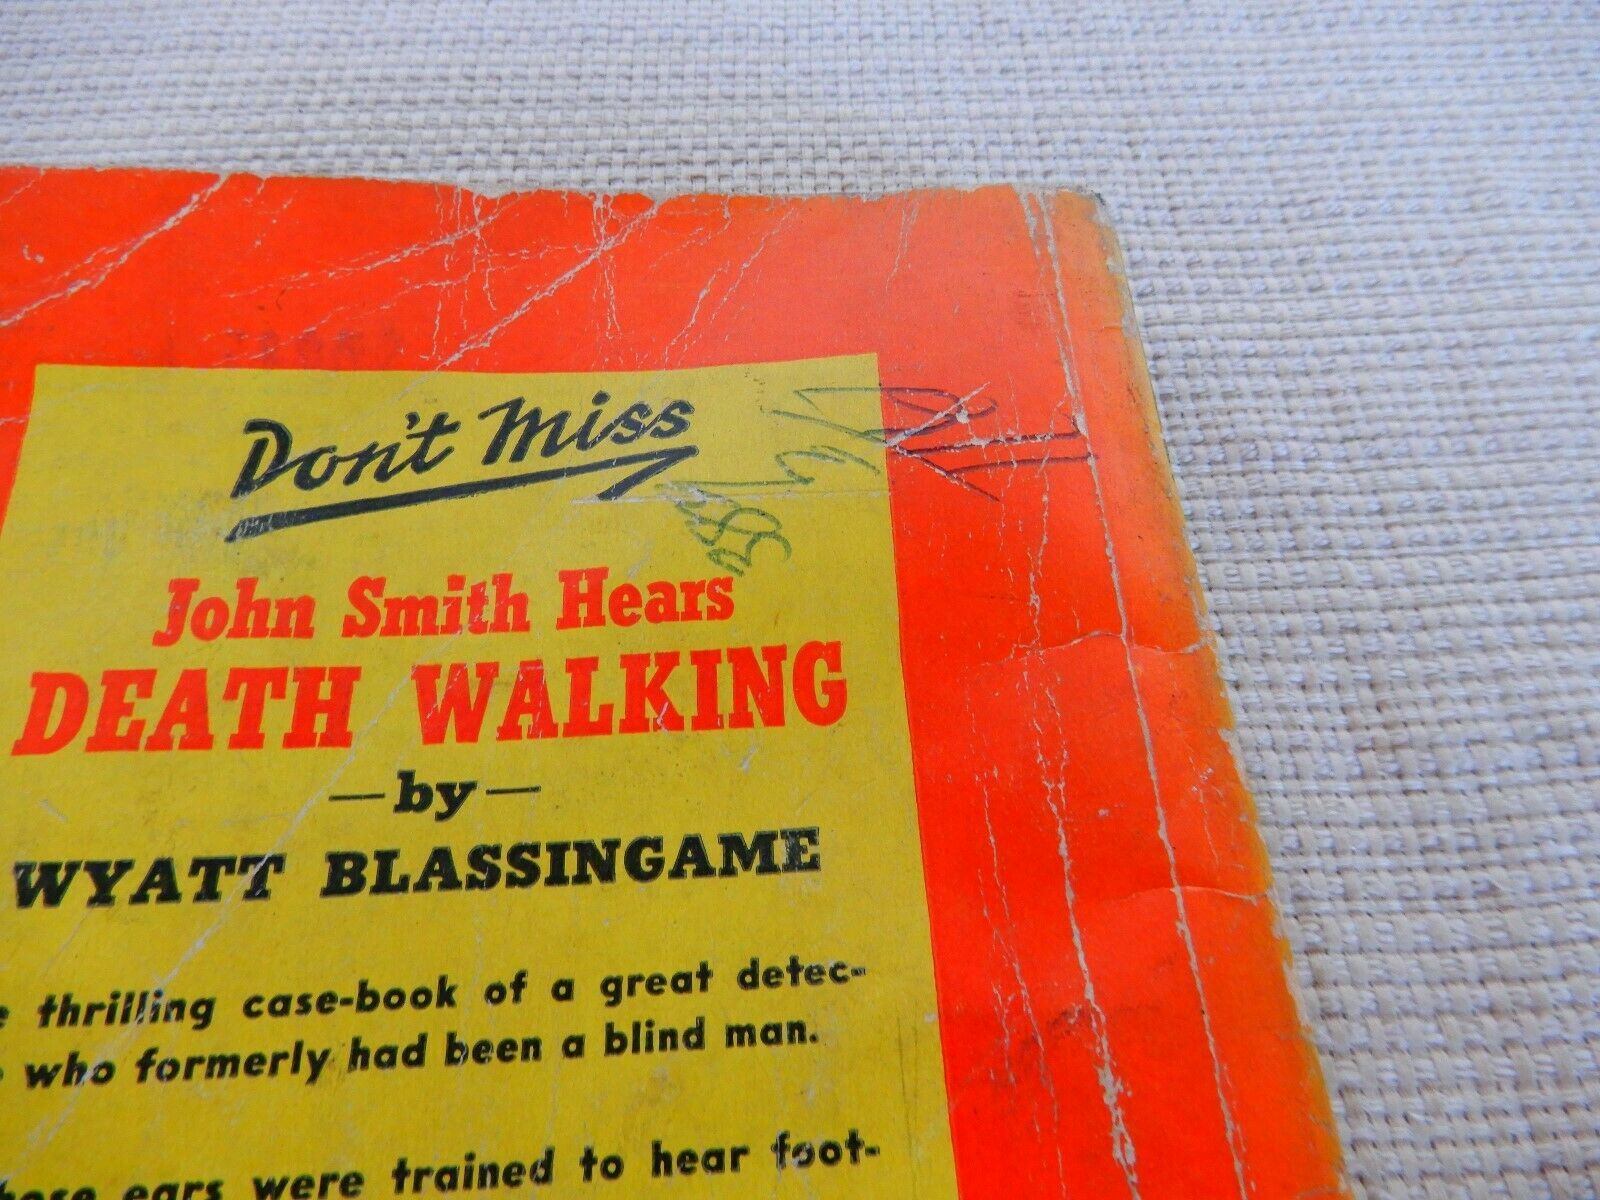 Don't Miss
John Smith Hears
DEATH WALKING
—by—
WYATT BLASSINGAME
thrilling case-book of a great detec-
who formerly had been a blind man.
ears were trained to hear foot-